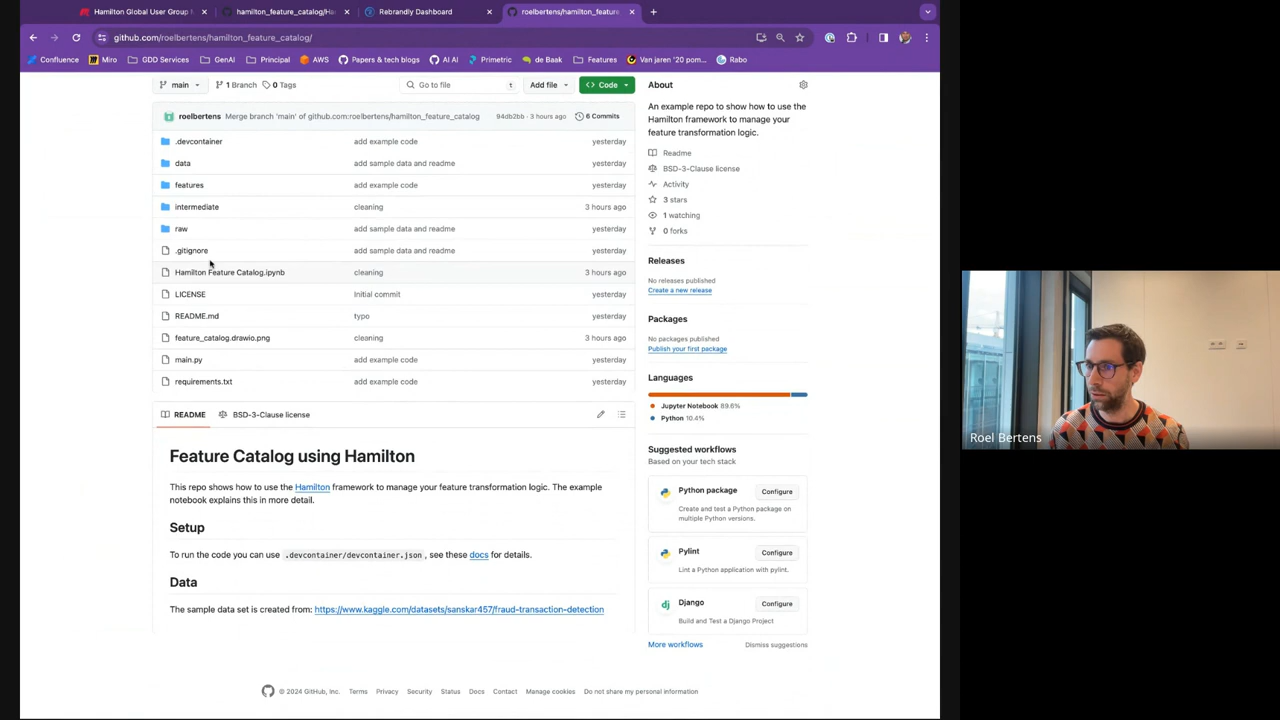 Hamilton Global User Group
hamilton_feature_catalog/Ha
Rebrandly Dashboard
roelbertens/hamilton_feature
github.com/roelbertens/hamilton_feature_catalog/
Confluence
Miro
GDD Services
GenAI
Principal
AWS
Papers & tech blogs
AI AI
Primetric
de Baak
Features
Van jaren '20 pom...
Rabo
main
1 Branch
0 Tags
Go to file
t
Add file
Code
roelbertens Merge branch 'main' of github.com:roelbertens/hamilton_feature_catalog 94db2bb · 3 hours ago 6 Commits
.devcontainer add example code yesterday
data add sample data and readme yesterday
features add example code yesterday
intermediate cleaning 3 hours ago
raw add sample data and readme yesterday
.gitignore add sample data and readme yesterday
Hamilton Feature Catalog.ipynb cleaning 3 hours ago
LICENSE Initial commit yesterday
README.md typo yesterday
feature_catalog.drawio.png cleaning 3 hours ago
main.py add example code yesterday
requirements.txt add example code yesterday
README BSD-3-Clause license
Feature Catalog using Hamilton
This repo shows how to use the Hamilton framework to manage your feature transformation logic. The example
notebook explains this in more detail.
Setup
To run the code you can use .devcontainer/devcontainer.json, see these docs for details.
Data
The sample data set is created from: https://www.kaggle.com/datasets/sanskar457/fraud-transaction-detection
About
An example repo to show how to use the
Hamilton framework to manage your
feature transformation logic.
Readme
BSD-3-Clause license
Activity
3 stars
1 watching
0 forks
Releases
No releases published
Create a new release
Packages
No packages published
Publish your first package
Languages
Jupyter Notebook 89.6%
Python 10.4%
Suggested workflows
Based on your tech stack
Python package Configure
Create and test a Python package on
multiple Python versions.
Pylint Configure
Lint a Python application with pylint.
dj Django Configure
Build and Test a Django Project
More workflows Dismiss suggestions
© 2024 GitHub, Inc. Terms Privacy Security Status Docs Contact Manage cookies Do not share my personal information
Roel Bertens